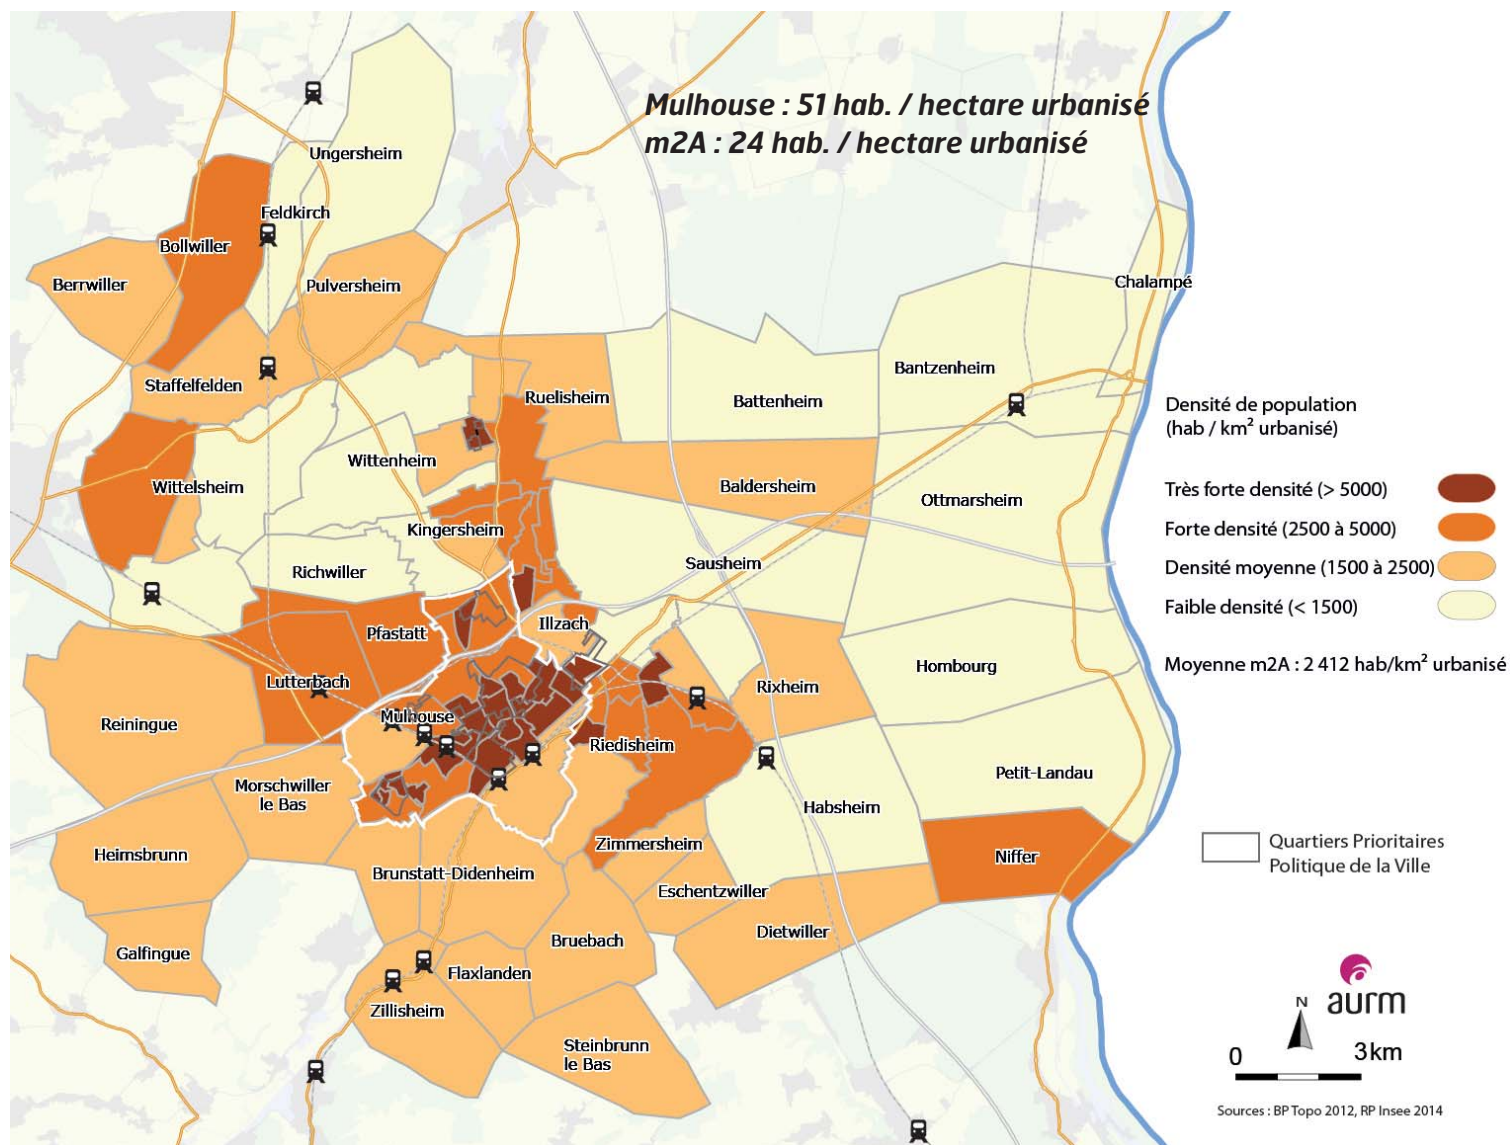 Mulhouse : 51 hab. / hectare urbanisé
m2A : 24 hab. / hectare urbanisé
Ungersheim
Feldkirch
Bollwiller
Berrwiller
Pulversheim
Chalampé
Staffelfelden
Bantzenheim
Ruelisheim
Battenheim
Wittenheim
Wittelsheim
Baldersheim
Ottmarsheim
Kingersheim
Sausheim
Richwiller
Illzach
Pfastatt
Hombourg
Lutterbach
Rixheim
Mulhouse
Reiningue
Riedisheim
Petit-Landau
Morschwiller
le Bas
Habsheim
Zimmersheim
Heimsbrunn
Niffer
Brunstatt-Didenheim
Eschentzwiller
Dietwiller
Bruebach
Galfingue
Flaxlanden
Zillisheim
Steinbrunn
le Bas
Densité de population
(hab / km² urbanisé)
Très forte densité (> 5000)
Forte densité (2500 à 5000)
Densité moyenne (1500 à 2500)
Faible densité (< 1500)
Moyenne m2A : 2 412 hab/km² urbanisé
Quartiers Prioritaires
Politique de la Ville
aurm
N
0 3 km
Sources : BP Topo 2012, RP Insee 2014